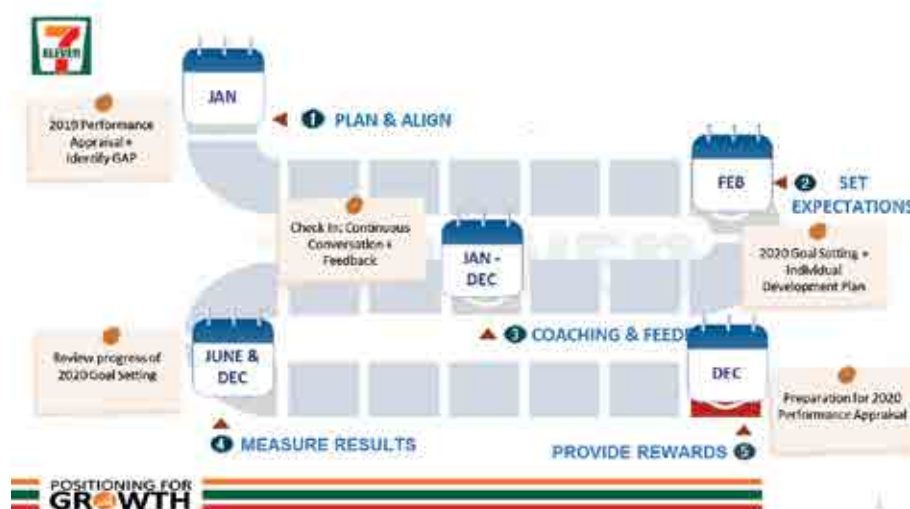 7
ELEVEN
JAN
1 PLAN & ALIGN
2019 Performance
Appraisal +
Identify GAP
FEB
2 SET
EXPECTATIONS
Check In: Continuous
Conversation +
Feedback
JAN -
DEC
2020 Goal Setting +
Individual
Development Plan
3 COACHING & FEED
Review progress of
2020 Goal Setting
JUNE &
DEC
DEC
Preparation for 2020
Performance Appraisal
4 MEASURE RESULTS
PROVIDE REWARDS 5
POSITIONING FOR
GROWTH